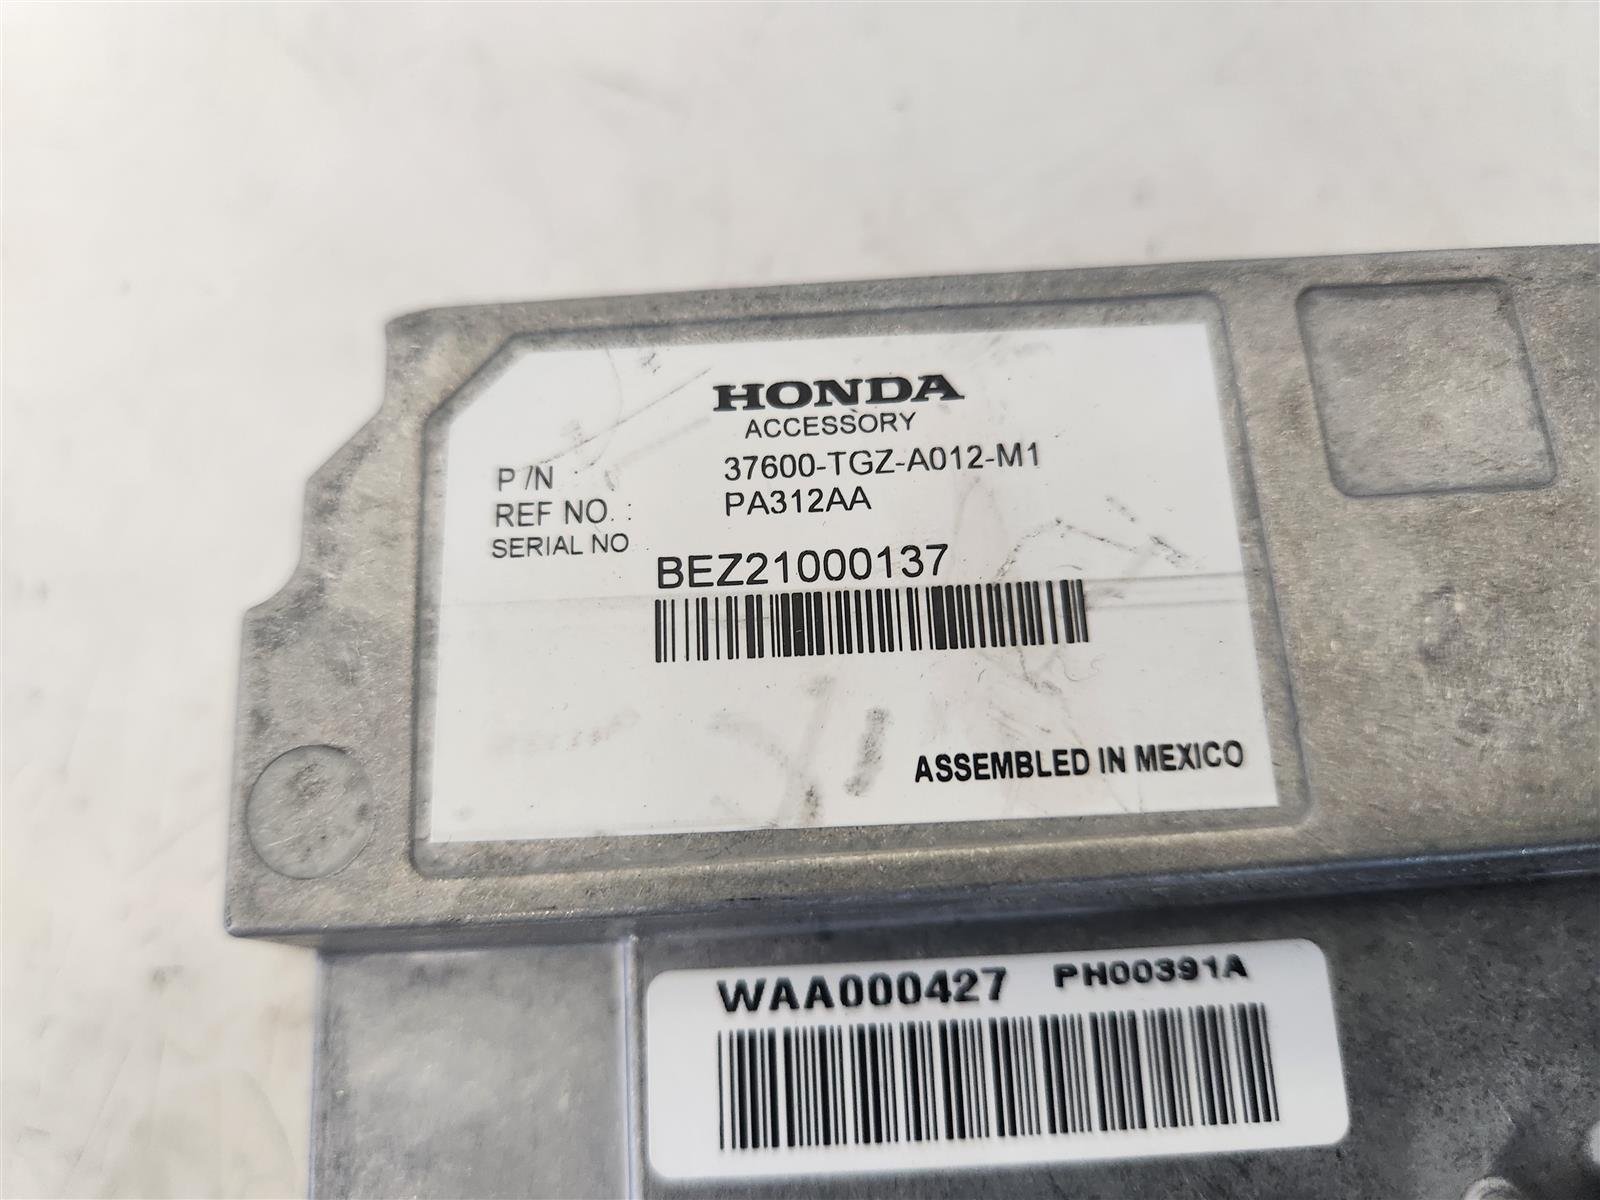 HONDA
ACCESSORY
P/N : 37600-TGZ-A012-M1
REF NO. : PA312AA
SERIAL NO
BEZ21000137
ASSEMBLED IN MEXICO
WAA000427 PH00391A